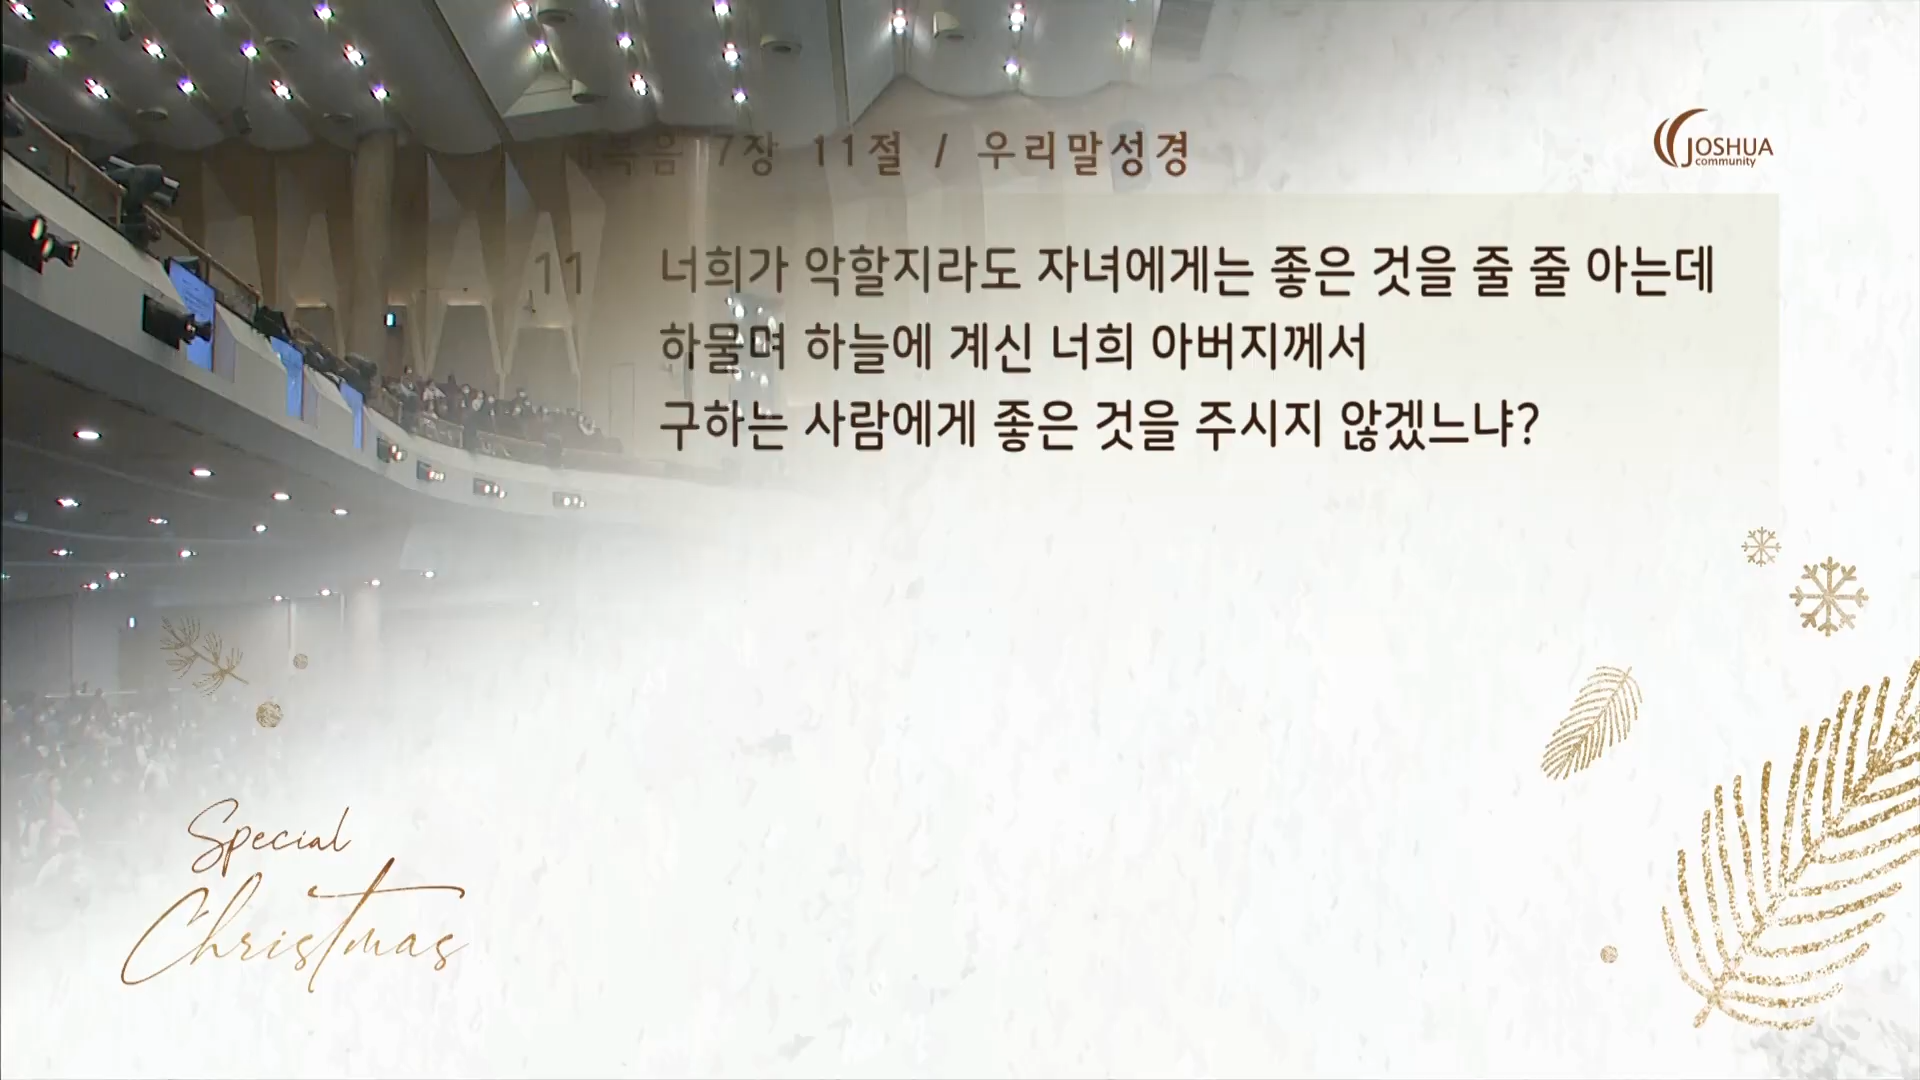 7장 11절 / 우리말성경
JOSHUA
community
11 너희가 악할지라도 자녀에게는 좋은 것을 줄 줄 아는데
하물며 하늘에 계신 너희 아버지께서
구하는 사람에게 좋은 것을 주시지 않겠느냐?
Special
Christmas